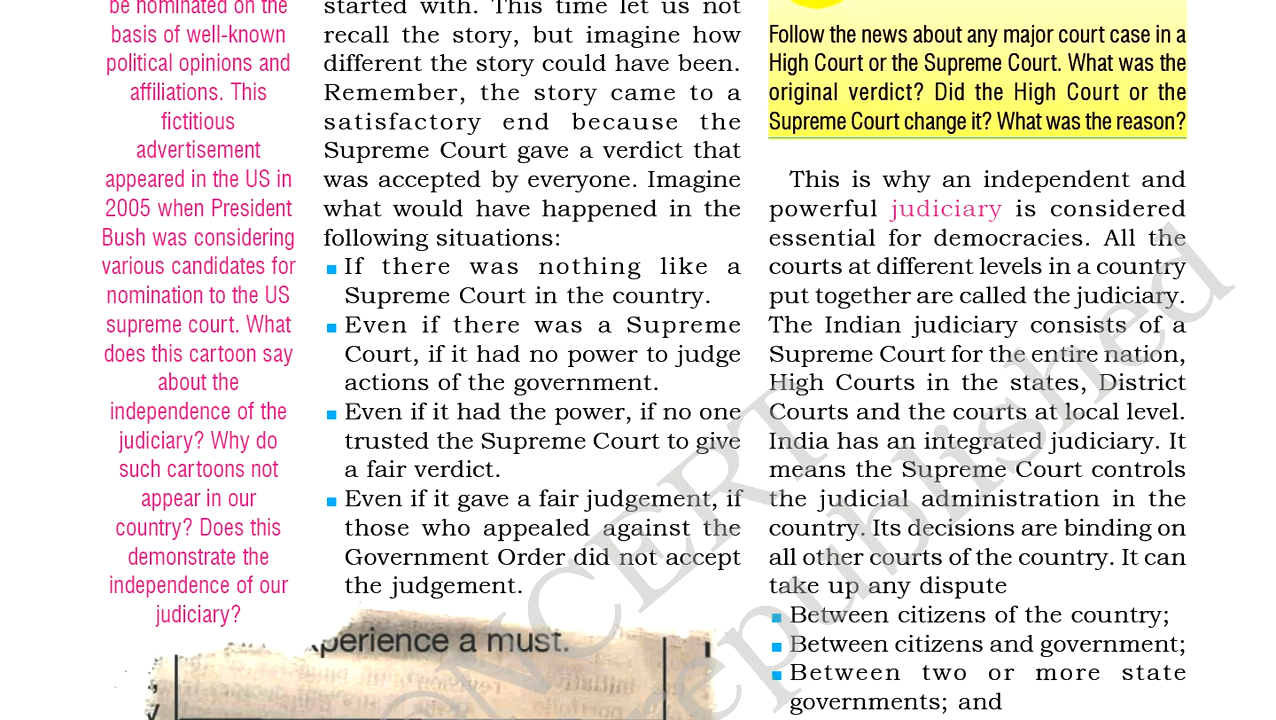 be nominated on the
basis of well-known
political opinions and
affiliations. This
fictitious
advertisement
appeared in the US in
2005 when President
Bush was considering
various candidates for
nomination to the US
supreme court. What
does this cartoon say
about the
independence of the
judiciary? Why do
such cartoons not
appear in our
country? Does this
demonstrate the
independence of our
judiciary?
started with. This time let us not
recall the story, but imagine how
different the story could have been.
Remember, the story came to a
satisfactory end because the
Supreme Court gave a verdict that
was accepted by everyone. Imagine
what would have happened in the
following situations:
If there was nothing like a
Supreme Court in the country.
Even if there was a Supreme
Court, if it had no power to judge
actions of the government.
Even if it had the power, if no one
trusted the Supreme Court to give
a fair verdict.
Even if it gave a fair judgement, if
those who appealed against the
Government Order did not accept
the judgement.
perience a must.
Follow the news about any major court case in a
High Court or the Supreme Court. What was the
original verdict? Did the High Court or the
Supreme Court change it? What was the reason?
This is why an independent and
powerful judiciary is considered
essential for democracies. All the
courts at different levels in a country
put together are called the judiciary.
The Indian judiciary consists of a
Supreme Court for the entire nation,
High Courts in the states, District
Courts and the courts at local level.
India has an integrated judiciary. It
means the Supreme Court controls
the judicial administration in the
country. Its decisions are binding on
all other courts of the country. It can
take up any dispute
Between citizens of the country;
Between citizens and government;
Between two or more state
governments; and
NCERT
epublished